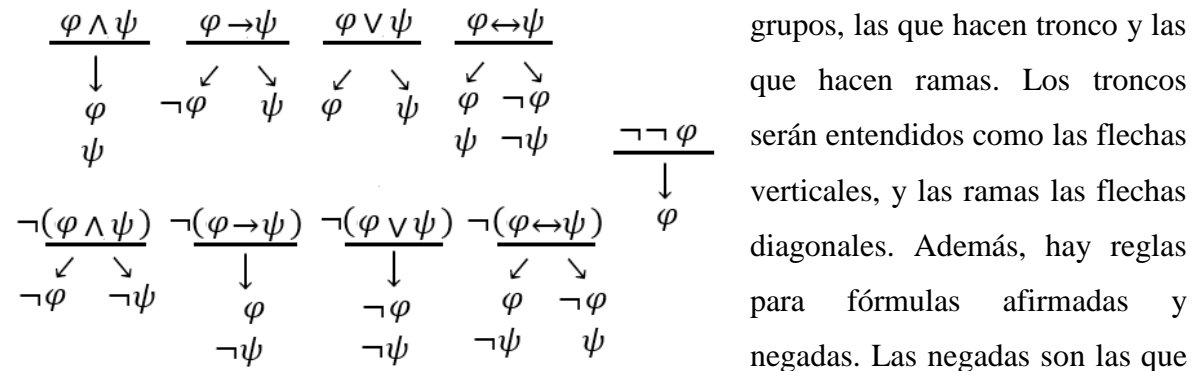 φ ∧ ψ φ → ψ φ ∨ ψ φ ↔ ψ
↓ ↙ ↘ ↙ ↘ ↙ ↘
φ ¬φ ψ φ ψ φ ¬φ
ψ ψ ¬ψ
¬¬ φ
↓
φ
¬(φ ∧ ψ) ¬(φ → ψ) ¬(φ ∨ ψ) ¬(φ ↔ ψ)
↙ ↘ ↓ ↓ ↙ ↘
¬φ ¬ψ φ ¬φ φ ¬φ
¬ψ ¬ψ ¬ψ ψ
grupos, las que hacen tronco y las
que hacen ramas. Los troncos
serán entendidos como las flechas
verticales, y las ramas las flechas
diagonales. Además, hay reglas
para fórmulas afirmadas y
negadas. Las negadas son las que